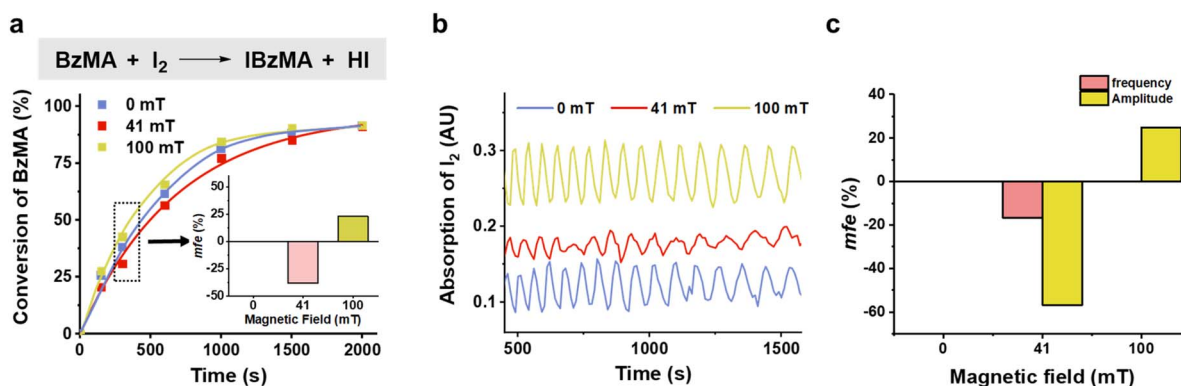 a
BzMA + I₂ ⟶ IBzMA + HI
Conversion of BzMA (%)
100
75
50
25
0
0 mT
41 mT
100 mT
mfe (%)
50
25
0
-25
-50
0 41 100
Magnetic Field (mT)
0 500 1000 1500 2000
Time (s)
b
0 mT 41 mT 100 mT
Absorption of I₂ (AU)
0.3
0.2
0.1
500 1000 1500
Time (s)
c
frequency
Amplitude
mfe (%)
40
20
0
-20
-40
-60
0 41 100
Magnetic field (mT)